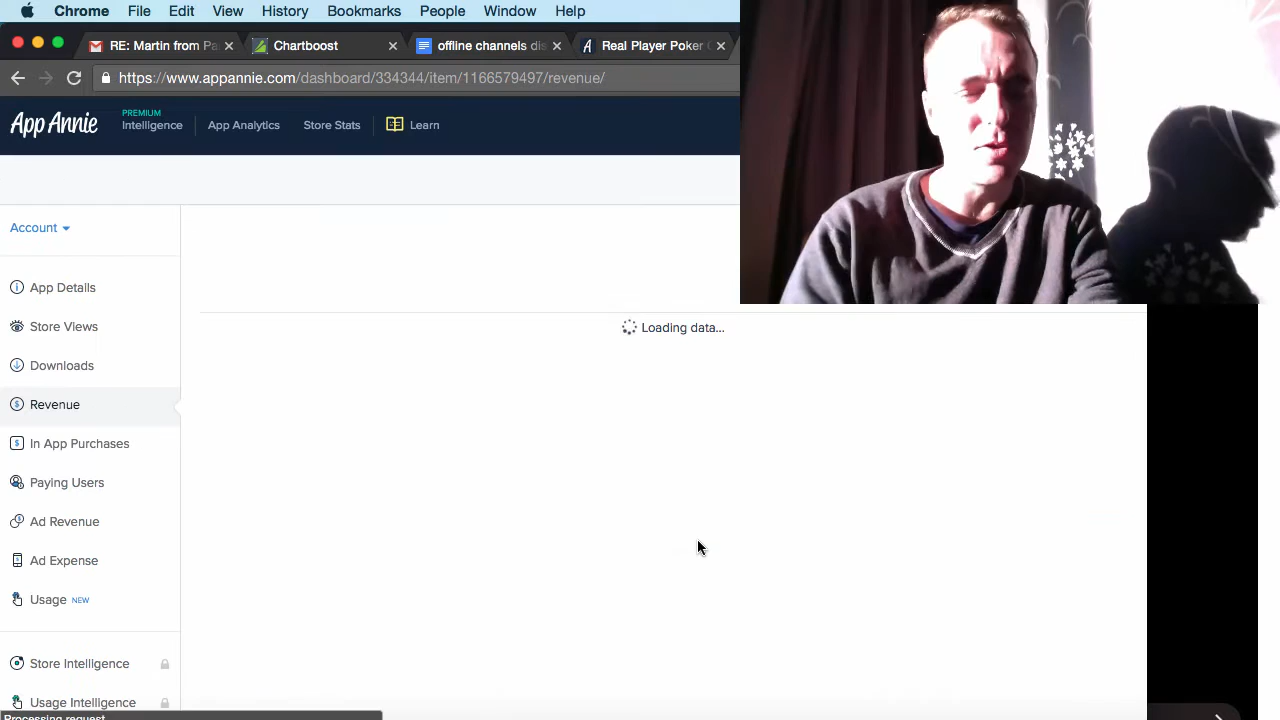 Chrome File Edit View History Bookmarks People Window Help
RE: Martin from Pa
Chartboost
offline channels dis
Real Player Poker
https://www.appannie.com/dashboard/334344/item/1166579497/revenue/
App Annie
PREMIUM
Intelligence
App Analytics
Store Stats
Learn
Account
App Details
Store Views
Downloads
Revenue
In App Purchases
Paying Users
Ad Revenue
Ad Expense
Usage NEW
Store Intelligence
Usage Intelligence
Loading data...
Processing request